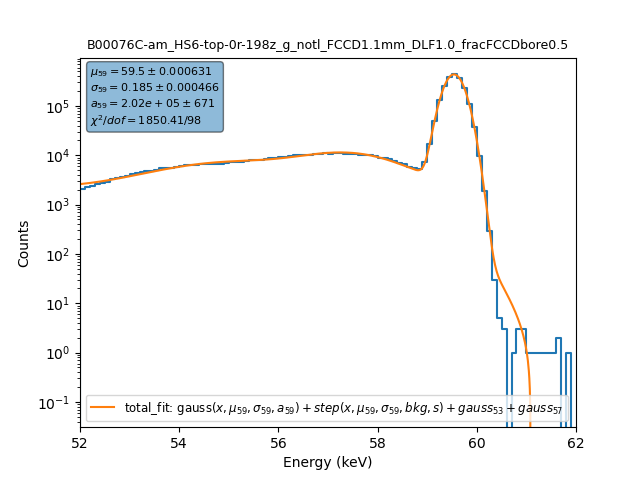 B00076C-am_HS6-top-0r-198z_g_notl_FCCD1.1mm_DLF1.0_fracFCCDbore0.5
μ₅₉ = 59.5 ± 0.000631
σ₅₉ = 0.185 ± 0.000466
a₅₉ = 2.02e + 05 ± 671
χ²/dof = 1850.41/98
10⁵
10⁴
10³
10²
10¹
10⁰
10⁻¹
Counts
total_fit: gauss(x, μ₅₉, σ₅₉, a₅₉) + step(x, μ₅₉, σ₅₉, bkg, s) + gauss₅₃ + gauss₅₇
52 54 56 58 60 62
Energy (keV)